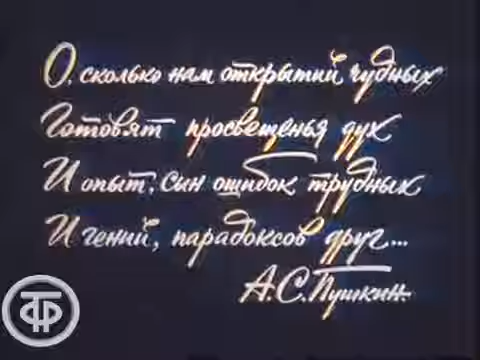 О, сколько нам открытий чудных
Готовят просвещенья дух
И опыт, сын ошибок трудных
И гений, парадоксов друг...
А.С. Пушкин.
ТФ